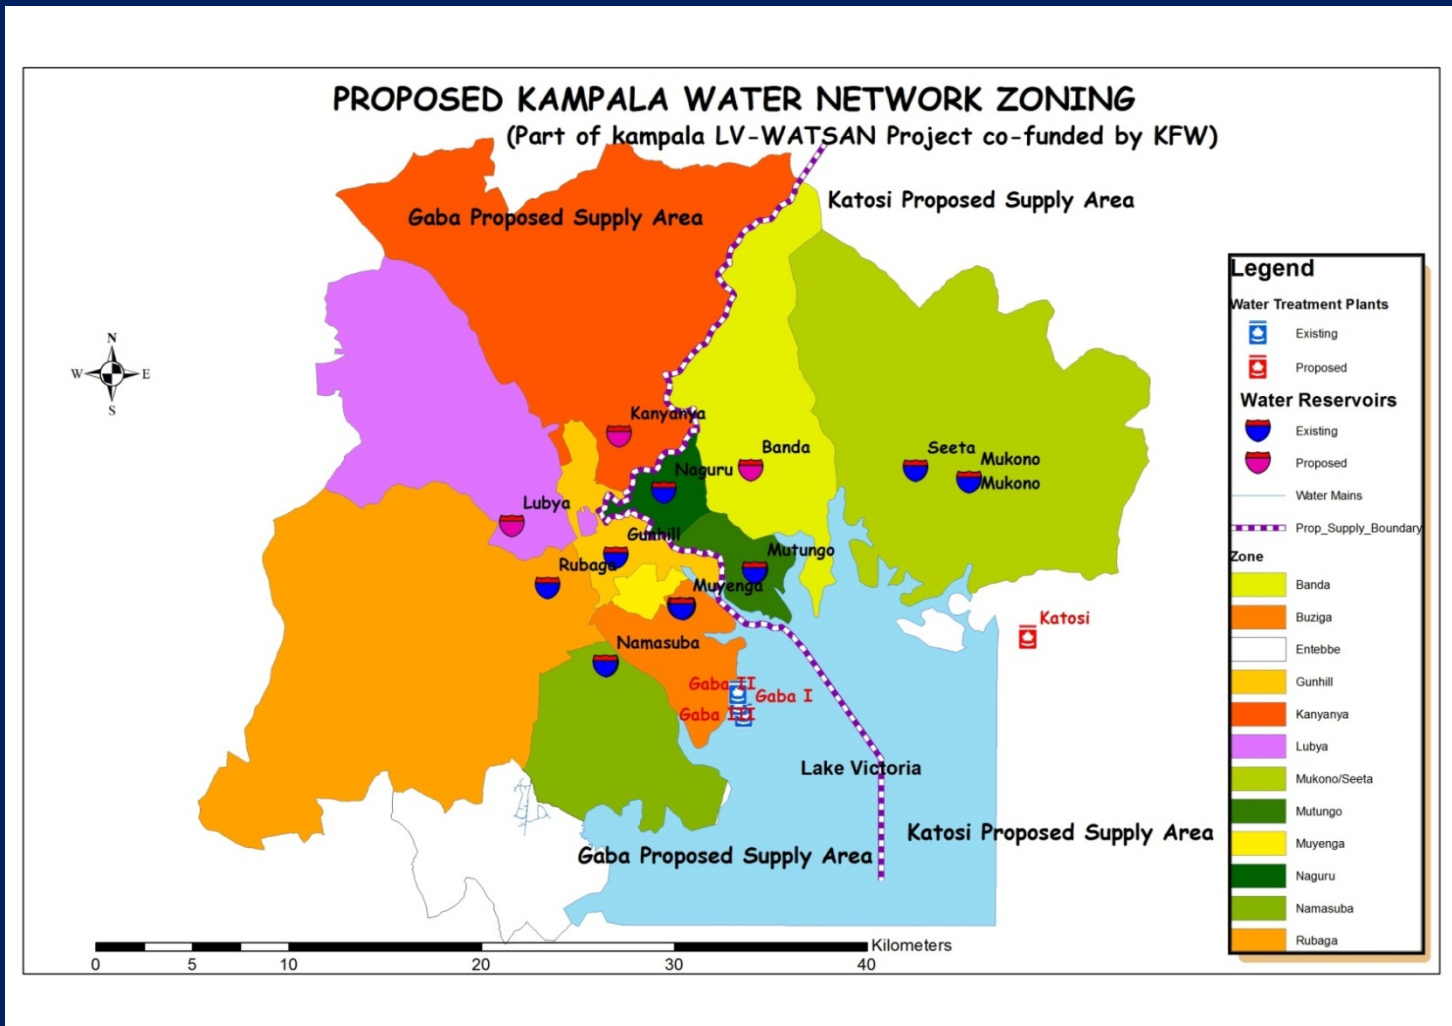 PROPOSED KAMPALA WATER NETWORK ZONING
(Part of kampala LV-WATSAN Project co-funded by KFW)
Katosi Proposed Supply Area
Gaba Proposed Supply Area
N
W
E
S
Kanyanya
Banda
Seeta
Mukono
Naguru
Mukono
Lubya
Gunhill
Mutungo
Rubaga
Muyenga
Namasuba
Katosi
Gaba II
Gaba I
Gaba III
Lake Victoria
Katosi Proposed Supply Area
Gaba Proposed Supply Area
Kilometers
0 5 10 20 30 40
Legend
Water Treatment Plants
Existing
Proposed
Water Reservoirs
Existing
Proposed
Water Mains
Prop_Supply_Boundary
Zone
Banda
Buziga
Entebbe
Gunhill
Kanyanya
Lubya
Mukono/Seeta
Mutungo
Muyenga
Naguru
Namasuba
Rubaga